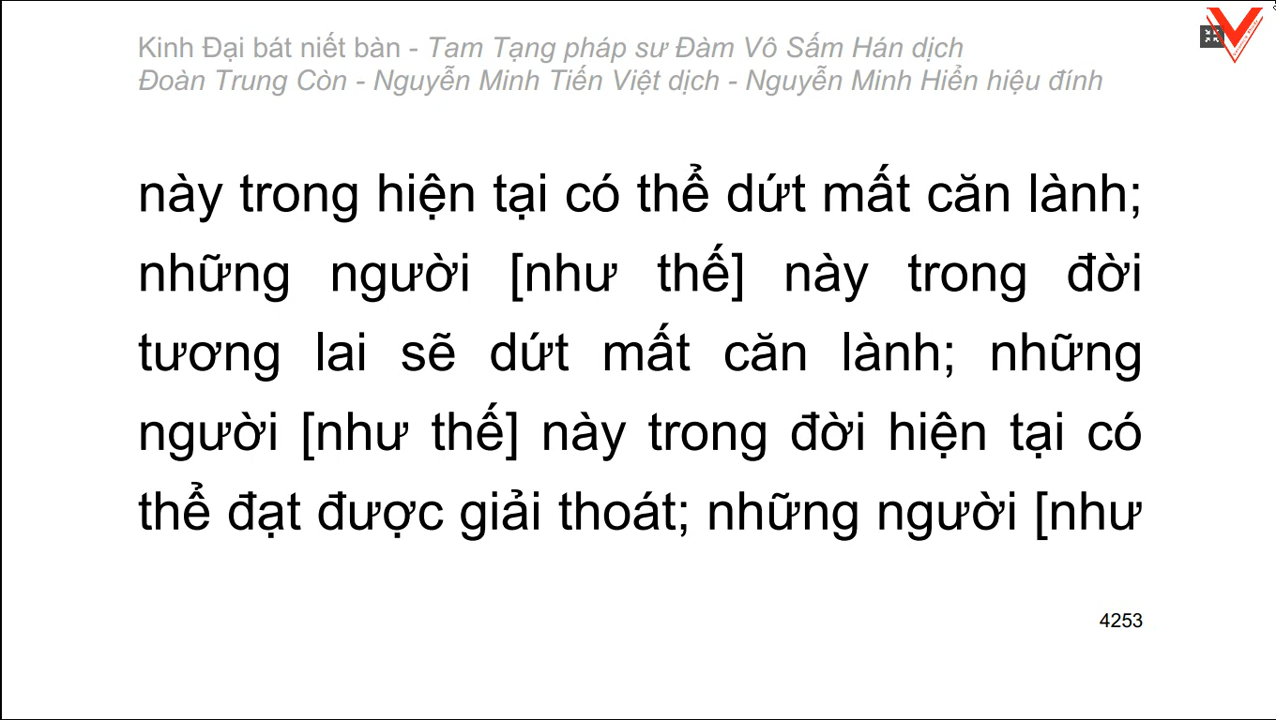 Kinh Đại bát niết bàn - Tam Tạng pháp sư Đàm Vô Sấm Hán dịch
Đoàn Trung Còn - Nguyễn Minh Tiến Việt dịch - Nguyễn Minh Hiển hiệu đính
này trong hiện tại có thể dứt mất căn lành;
những người [như thế] này trong đời
tương lai sẽ dứt mất căn lành; những
người [như thế] này trong đời hiện tại có
thể đạt được giải thoát; những người [như
4253